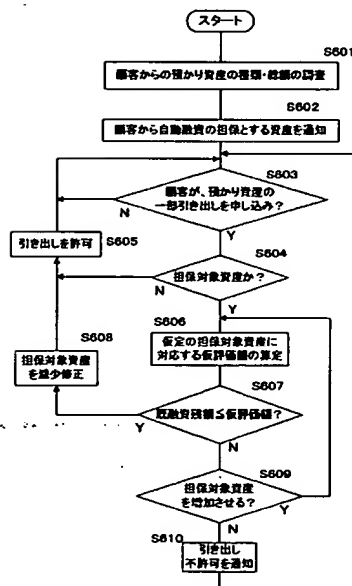 スタート
S601
顧客からの預かり資産の種類・総額の調査
S602
顧客から自動融資の担保とする資産を通知
S603
顧客が、預かり資産の
一部引き出しを申し込み?
N
Y
引き出しを許可
S605
S604
担保対象資産か?
N
Y
S606
仮定の担保対象資産に
対応する仮評価額の算定
S608
担保対象資産
を減少修正
S607
既融資残額≦仮評価値?
Y
N
S609
担保対象資産
を増加させる?
Y
N
S610
引き出し
不許可を通知